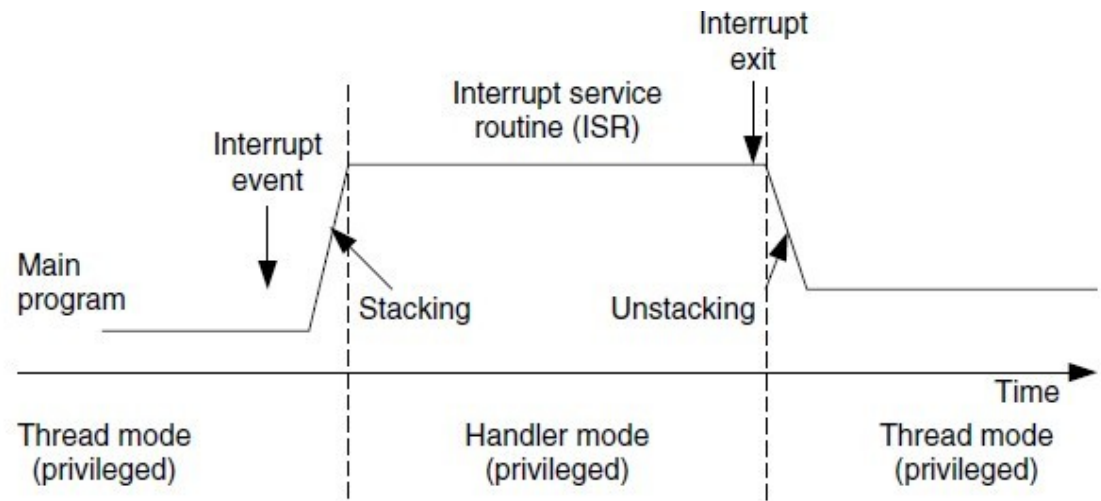 Interrupt
exit
Interrupt service
routine (ISR)
Interrupt
event
Main
program
Stacking
Unstacking
Time
Thread mode
(privileged)
Handler mode
(privileged)
Thread mode
(privileged)